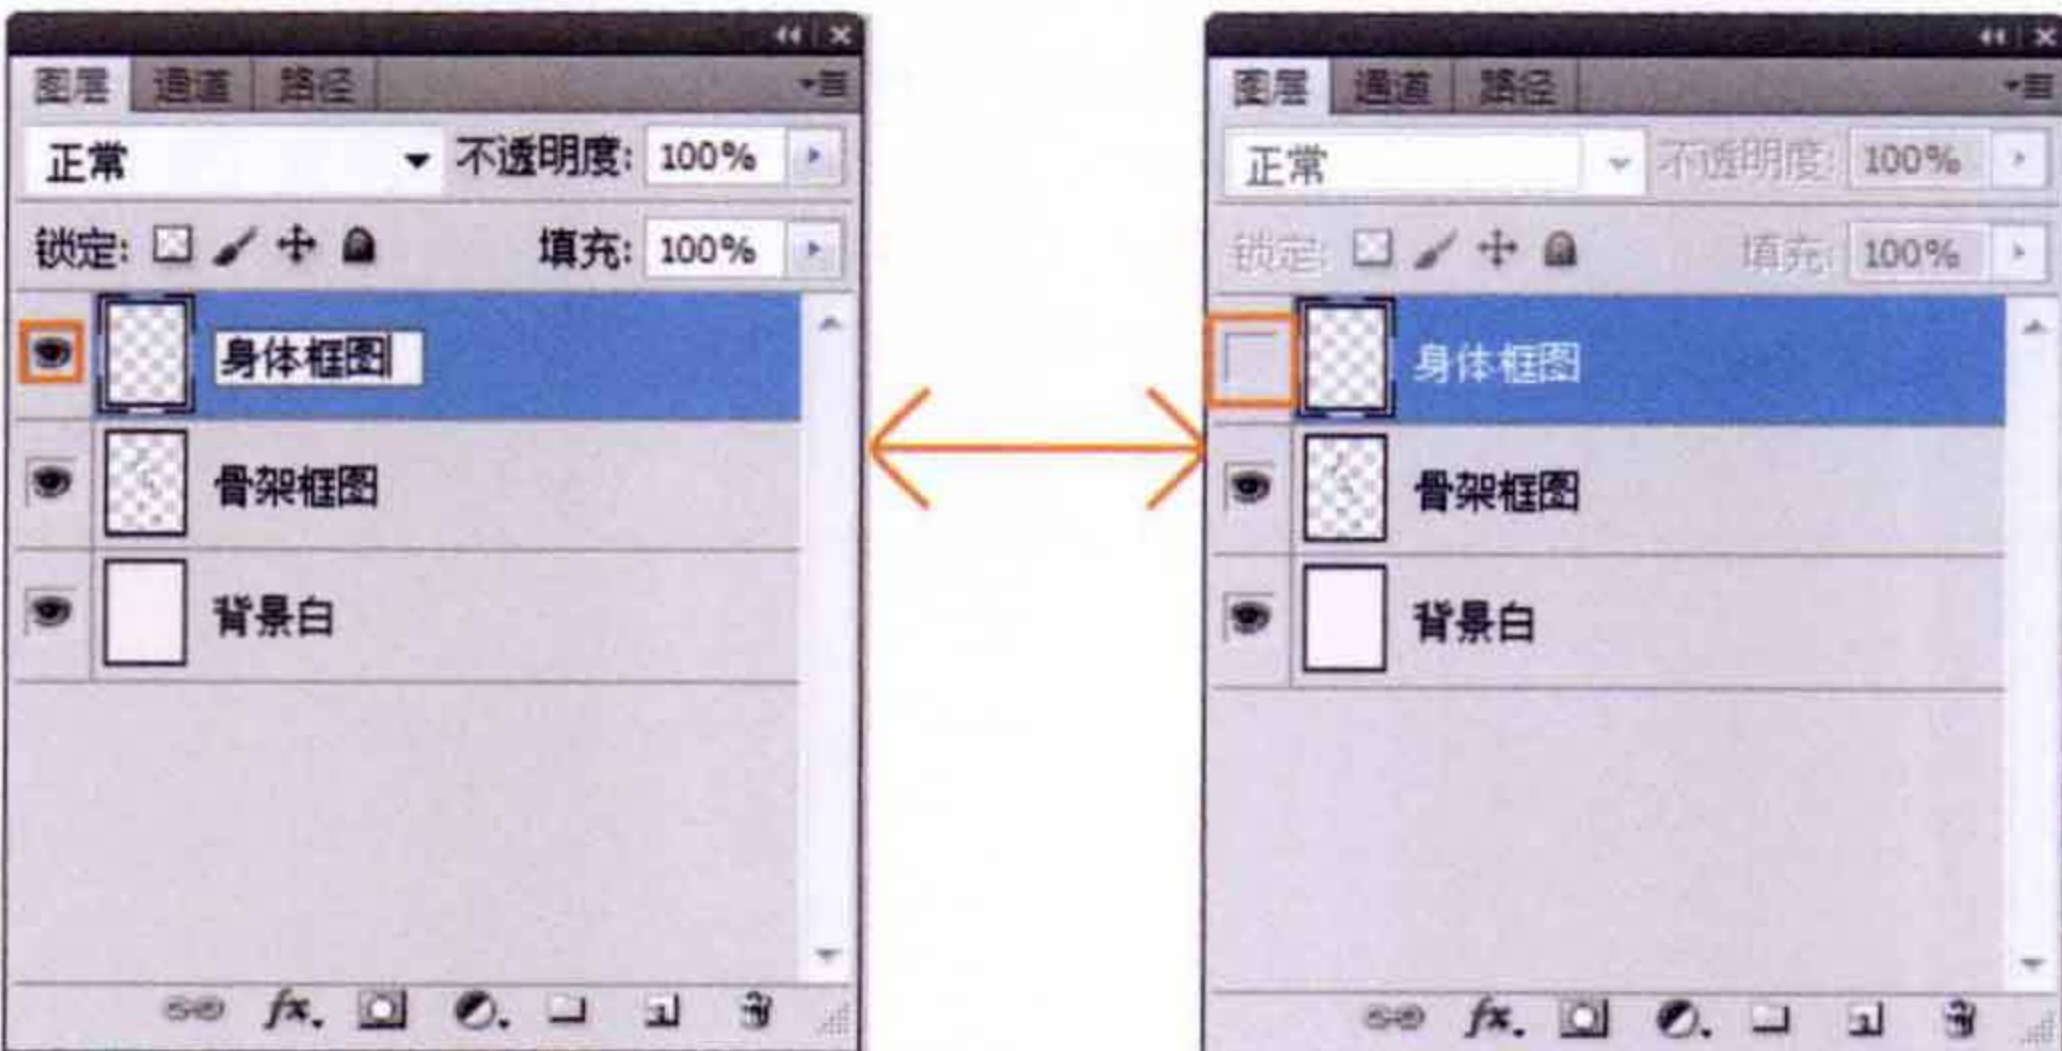 图层 通道 路径
正常 不透明度: 100%
锁定: 填充: 100%
身体框图
骨架框图
背景白
fx.
图层 通道 路径
正常 不透明度: 100%
锁定: 填充: 100%
身体框图
骨架框图
背景白
fx.